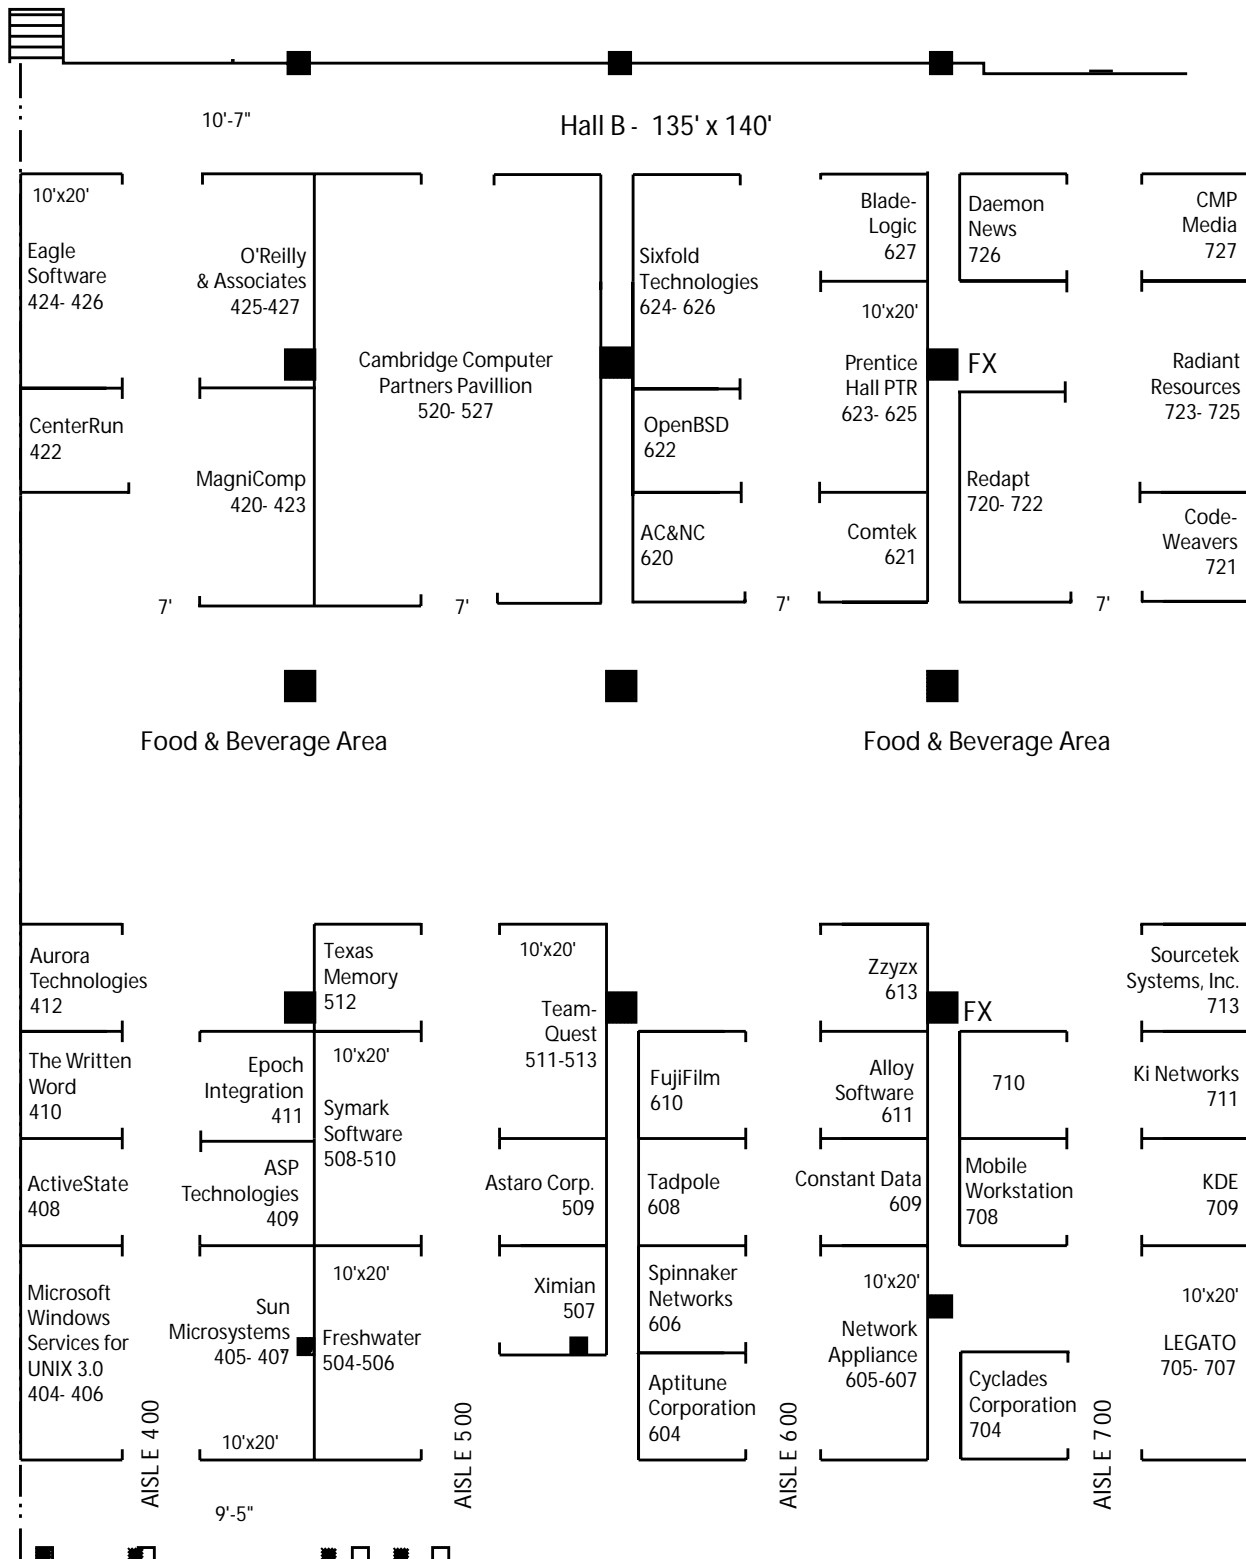 10'-7"
Hall B - 135' x 140'
10'x20'
Eagle
Software
424- 426
O'Reilly
& Associates
425-427
Cambridge Computer
Partners Pavillion
520- 527
Sixfold
Technologies
624- 626
Blade-
Logic
627
Daemon
News
726
CMP
Media
727
10'x20'
Prentice
Hall PTR
623- 625
FX
Radiant
Resources
723- 725
CenterRun
422
MagniComp
420- 423
OpenBSD
622
Redapt
720- 722
AC&NC
620
Comtek
621
Code-
Weavers
721
7'
7'
7'
7'
Food & Beverage Area
Food & Beverage Area
Aurora
Technologies
412
Texas
Memory
512
10'x20'
Team-
Quest
511-513
Zzyzx
613
FX
Sourcetek
Systems, Inc.
713
The Written
Word
410
Epoch
Integration
411
10'x20'
Symark
Software
508-510
FujiFilm
610
Alloy
Software
611
710
Ki Networks
711
ActiveState
408
ASP
Technologies
409
Astaro Corp.
509
Tadpole
608
Constant Data
609
Mobile
Workstation
708
KDE
709
Microsoft
Windows
Services for
UNIX 3.0
404- 406
Sun
Microsystems
405- 407
10'x20'
10'x20'
Freshwater
504-506
Ximian
507
Spinnaker
Networks
606
10'x20'
Network
Appliance
605-607
10'x20'
LEGATO
705- 707
Aptitune
Corporation
604
Cyclades
Corporation
704
AISLE 400
AISLE 500
AISLE 600
AISLE 700
9'-5"